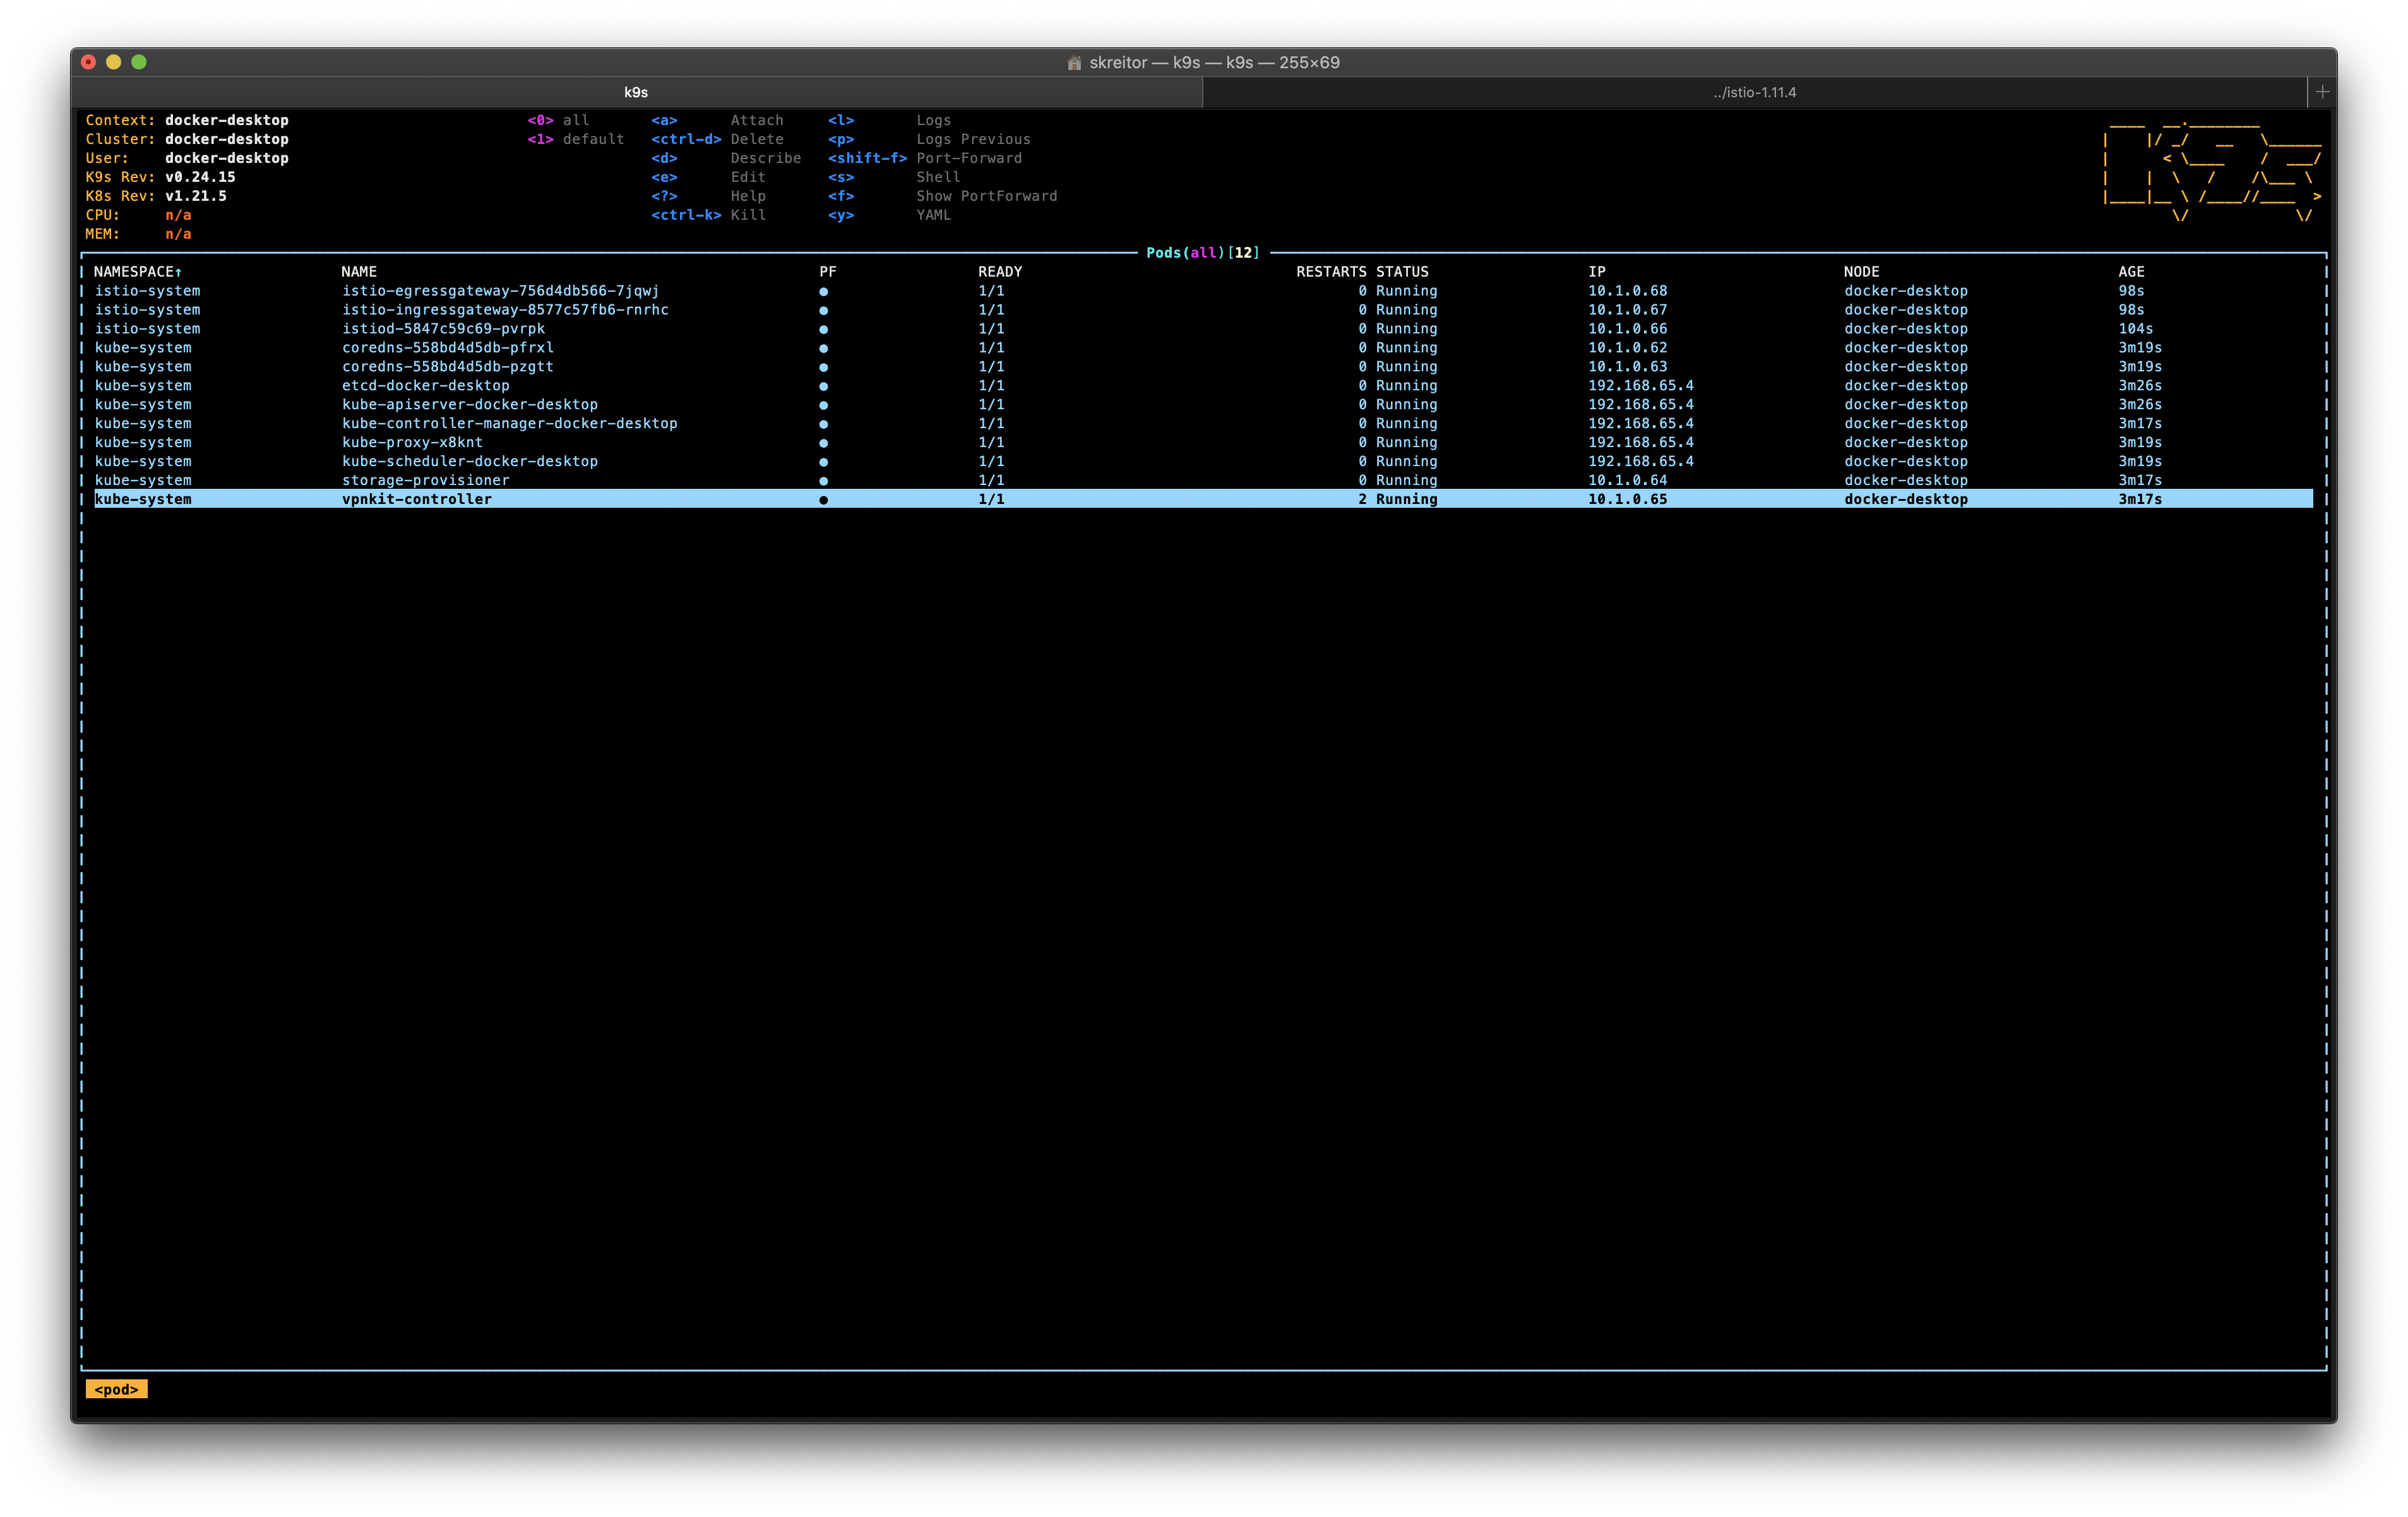 skreitor — k9s — k9s — 255×69
k9s ../istio-1.11.4 +
Context: docker-desktop <0> all <a> Attach <l> Logs
Cluster: docker-desktop <1> default <ctrl-d> Delete <p> Logs Previous
User: docker-desktop <d> Describe <shift-f> Port-Forward
K9s Rev: v0.24.15 <e> Edit <s> Shell
K8s Rev: v1.21.5 <?> Help <f> Show PortForward
CPU: n/a <ctrl-k> Kill <y> YAML
MEM: n/a
Pods(all)[12]
NAMESPACE↑ NAME PF READY RESTARTS STATUS IP NODE AGE
istio-system istio-egressgateway-756d4db566-7jqwj ● 1/1 0 Running 10.1.0.68 docker-desktop 98s
istio-system istio-ingressgateway-8577c57fb6-rnrhc ● 1/1 0 Running 10.1.0.67 docker-desktop 98s
istio-system istiod-5847c59c69-pvrpk ● 1/1 0 Running 10.1.0.66 docker-desktop 104s
kube-system coredns-558bd4d5db-pfrxl ● 1/1 0 Running 10.1.0.62 docker-desktop 3m19s
kube-system coredns-558bd4d5db-pzgtt ● 1/1 0 Running 10.1.0.63 docker-desktop 3m19s
kube-system etcd-docker-desktop ● 1/1 0 Running 192.168.65.4 docker-desktop 3m26s
kube-system kube-apiserver-docker-desktop ● 1/1 0 Running 192.168.65.4 docker-desktop 3m26s
kube-system kube-controller-manager-docker-desktop ● 1/1 0 Running 192.168.65.4 docker-desktop 3m17s
kube-system kube-proxy-x8knt ● 1/1 0 Running 192.168.65.4 docker-desktop 3m19s
kube-system kube-scheduler-docker-desktop ● 1/1 0 Running 192.168.65.4 docker-desktop 3m19s
kube-system storage-provisioner ● 1/1 0 Running 10.1.0.64 docker-desktop 3m17s
kube-system vpnkit-controller ● 1/1 2 Running 10.1.0.65 docker-desktop 3m17s
<pod>